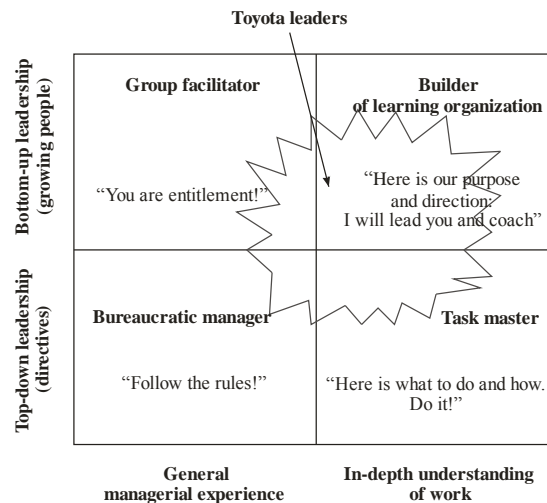 Toyota leaders
Bottom-up leadership
(growing people)
Group facilitator
Builder
of learning organization
“You are entitlement!”
“Here is our purpose
and direction:
I will lead you and coach”
Top-down leadership
(directives)
Bureaucratic manager
Task master
“Follow the rules!”
“Here is what to do and how.
Do it!”
General
managerial experience
In-depth understanding
of work